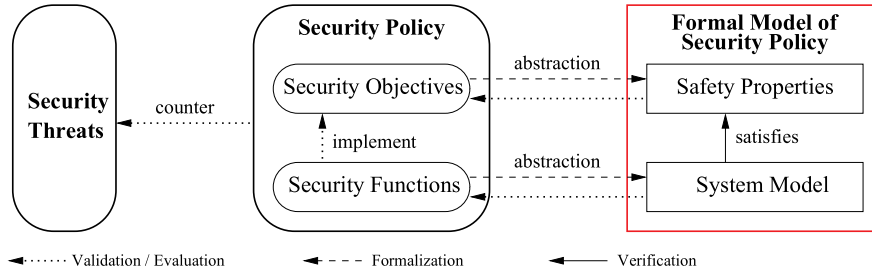 Security
Threats
counter
Security Policy
Security Objectives
implement
Security Functions
abstraction
abstraction
Formal Model of
Security Policy
Safety Properties
satisfies
System Model
Validation / Evaluation
Formalization
Verification